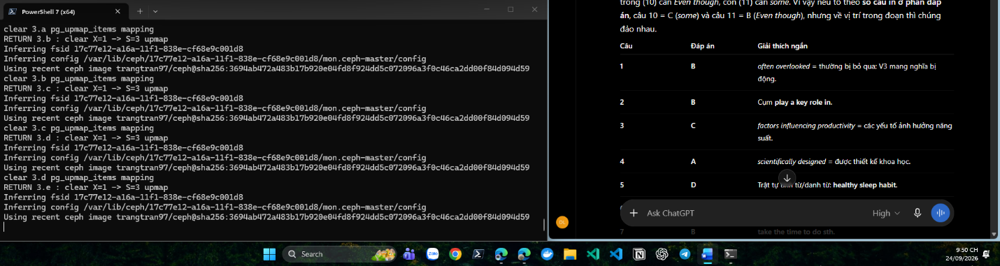 PowerShell 7 (x64)
clear 3.a pg_upmap_items mapping
RETURN 3.b : clear X=1 -> S=3 upmap
Inferring fsid 17c77e12-a16a-11f1-838e-cf68e9c001d8
Inferring config /var/lib/ceph/17c77e12-a16a-11f1-838e-cf68e9c001d8/mon.ceph-master/config
Using recent ceph image trangtran97/ceph@sha256:3694ab472a483b17b920e04fd8f924dd5c072096a3f0c46ca2dd00f84d094d59
clear 3.b pg_upmap_items mapping
RETURN 3.c : clear X=1 -> S=3 upmap
Inferring fsid 17c77e12-a16a-11f1-838e-cf68e9c001d8
Inferring config /var/lib/ceph/17c77e12-a16a-11f1-838e-cf68e9c001d8/mon.ceph-master/config
Using recent ceph image trangtran97/ceph@sha256:3694ab472a483b17b920e04fd8f924dd5c072096a3f0c46ca2dd00f84d094d59
clear 3.c pg_upmap_items mapping
RETURN 3.d : clear X=1 -> S=3 upmap
Inferring fsid 17c77e12-a16a-11f1-838e-cf68e9c001d8
Inferring config /var/lib/ceph/17c77e12-a16a-11f1-838e-cf68e9c001d8/mon.ceph-master/config
Using recent ceph image trangtran97/ceph@sha256:3694ab472a483b17b920e04fd8f924dd5c072096a3f0c46ca2dd00f84d094d59
clear 3.d pg_upmap_items mapping
RETURN 3.e : clear X=1 -> S=3 upmap
Inferring fsid 17c77e12-a16a-11f1-838e-cf68e9c001d8
Inferring config /var/lib/ceph/17c77e12-a16a-11f1-838e-cf68e9c001d8/mon.ceph-master/config
Using recent ceph image trangtran97/ceph@sha256:3694ab472a483b17b920e04fd8f924dd5c072096a3f0c46ca2dd00f84d094d59
trong (10) cần Even though, còn (11) cần some. Vì vậy nếu tô theo số câu in ở phần đáp
án, câu 10 = C (some) và câu 11 = B (Even though), nhưng về vị trí trong đoạn thì chúng
đảo nhau.
Câu Đáp án Giải thích ngắn
1 B often overlooked = thường bị bỏ qua; V3 mang nghĩa bị
động.
2 B Cụm play a key role in.
3 C factors influencing productivity = các yếu tố ảnh hưởng năng
suất.
4 A scientifically designed = được thiết kế khoa học.
5 D Trật tự tính từ/danh từ: healthy sleep habit.
Ask ChatGPT High
7 B take the time to do sth.
DL
Search
Zalo
9:50 CH
24/09/2026